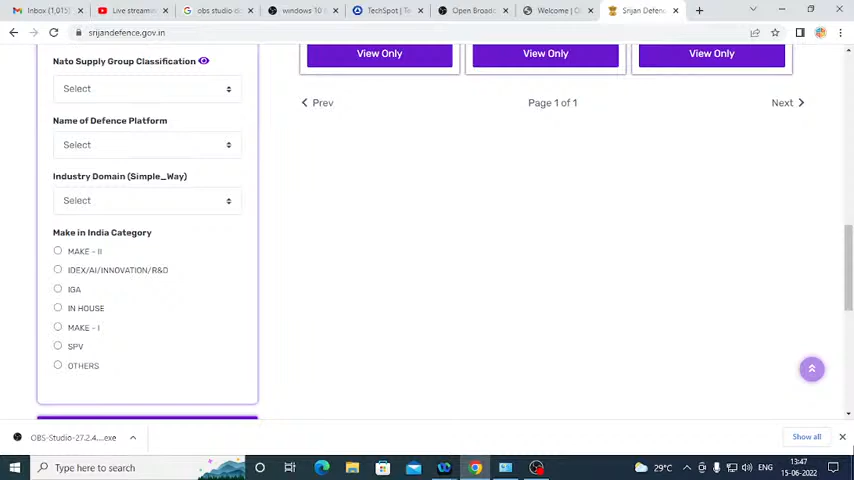 Inbox (1,015)
Live streamin
obs studio d
windows 10 
TechSpot | T
Open Broadc
Welcome | O
Srijan Defenc
srijandefence.gov.in
Nato Supply Group Classification
Select
Name of Defence Platform
Select
Industry Domain (Simple_Way)
Select
Make in India Category
MAKE - II
IDEX/AI/INNOVATION/R&D
IGA
IN HOUSE
MAKE - I
SPV
OTHERS
View Only
View Only
View Only
Prev
Page 1 of 1
Next
OBS-Studio-27.2.4....exe
Show all
Type here to search
29°C
ENG
13:47
15-06-2022